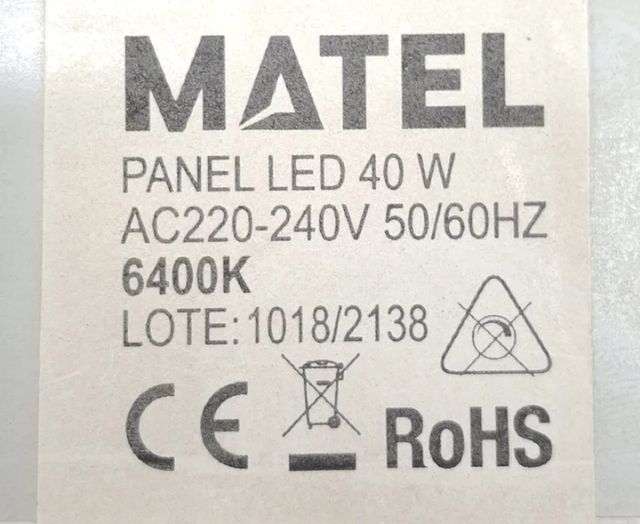 MATEL
PANEL LED 40 W
AC220-240V 50/60HZ
6400K
LOTE: 1018/2138
CE RoHS